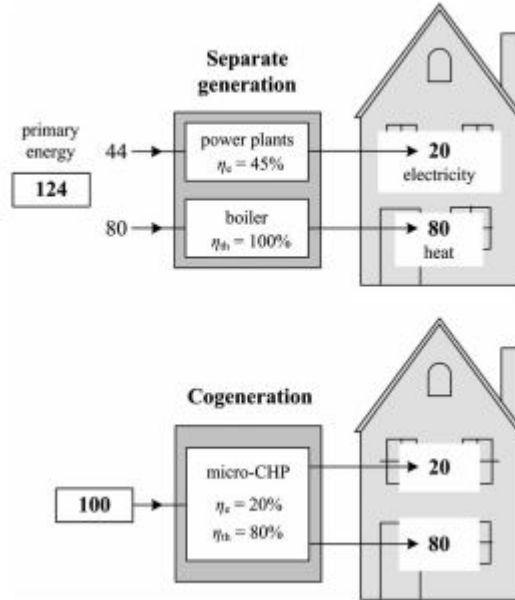 Separate
generation
primary
energy
124
44
power plants
ηe = 45%
20
electricity
80
boiler
ηth = 100%
80
heat
Cogeneration
100
micro-CHP
ηe = 20%
ηth = 80%
20
80